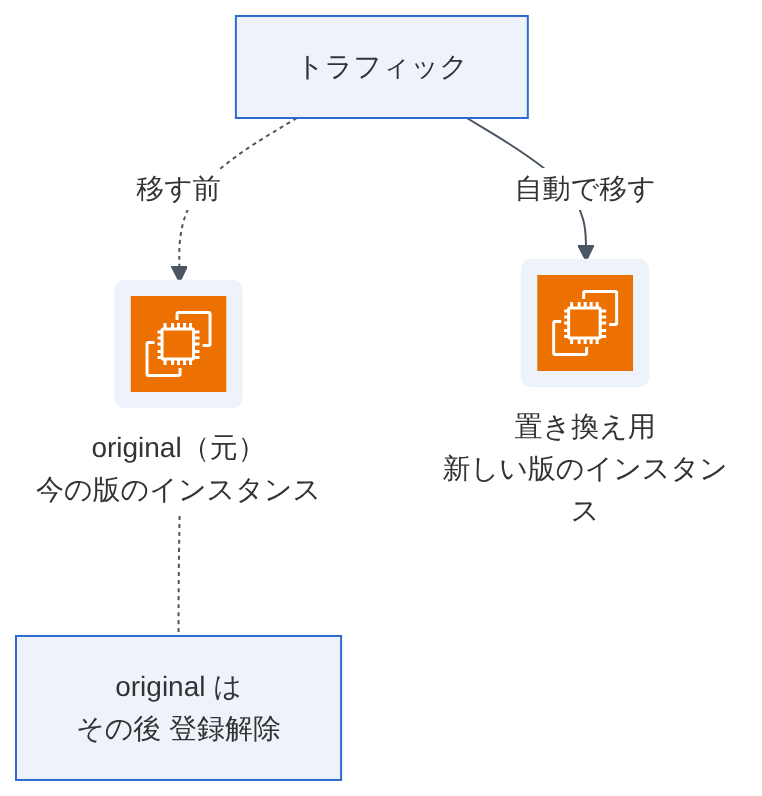 トラフィック
移す前
自動で移す
original（元）
今の版のインスタンス
置き換え用
新しい版のインスタン
ス
original は
その後 登録解除